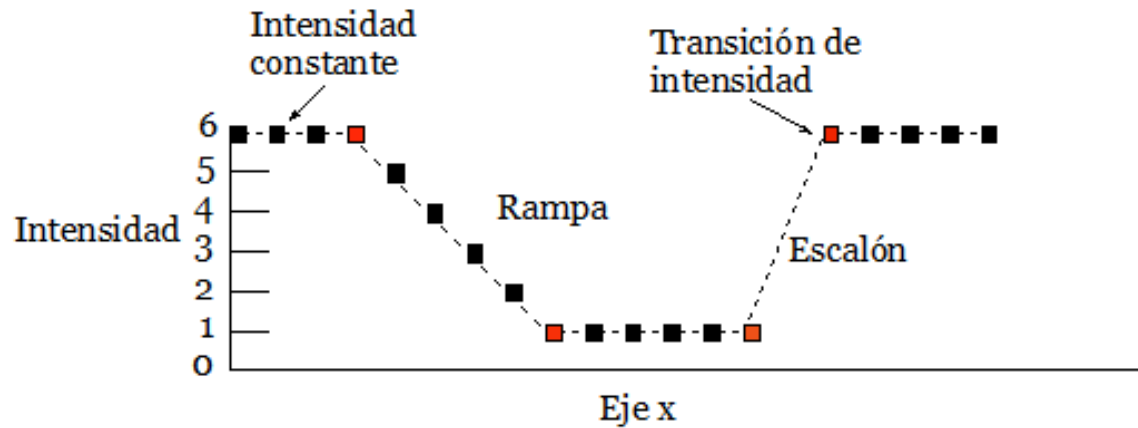 Intensidad
constante
Transición de
intensidad
6
5
4
3
2
1
0
Intensidad
Rampa
Escalón
Eje x